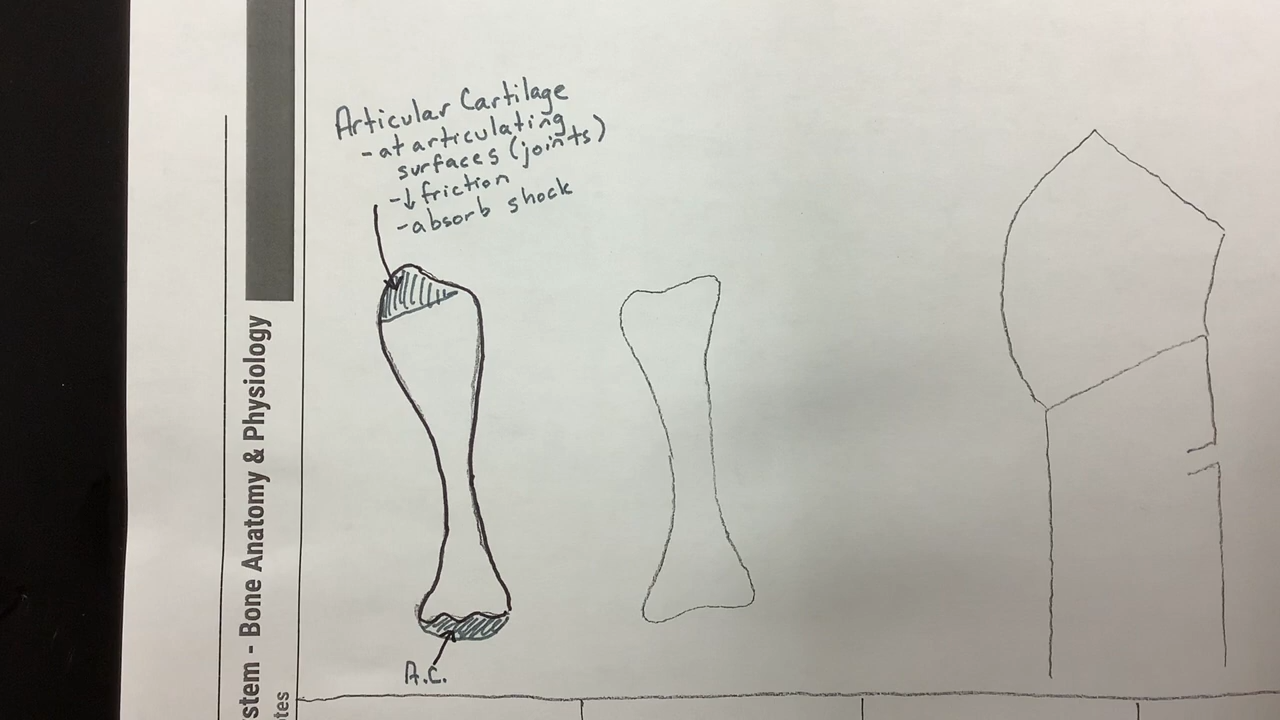 Articular Cartilage
- at articulating
surfaces (joints)
- ↓ friction
- absorb shock
A.C.
stem - Bone Anatomy & Physiology
tes